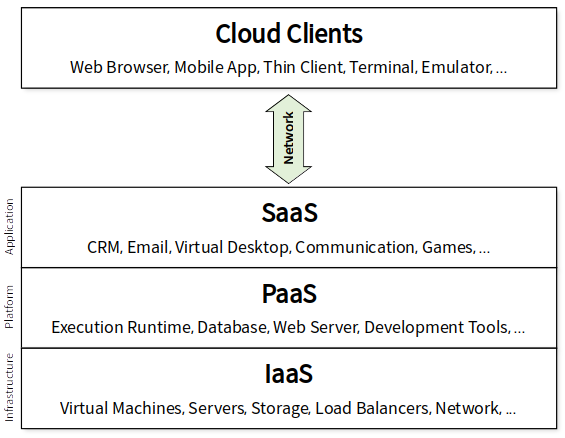 Cloud Clients
Web Browser, Mobile App, Thin Client, Terminal, Emulator, ...
Network
Application
SaaS
CRM, Email, Virtual Desktop, Communication, Games, ...
Platform
PaaS
Execution Runtime, Database, Web Server, Development Tools, ...
Infrastructure
IaaS
Virtual Machines, Servers, Storage, Load Balancers, Network, ...